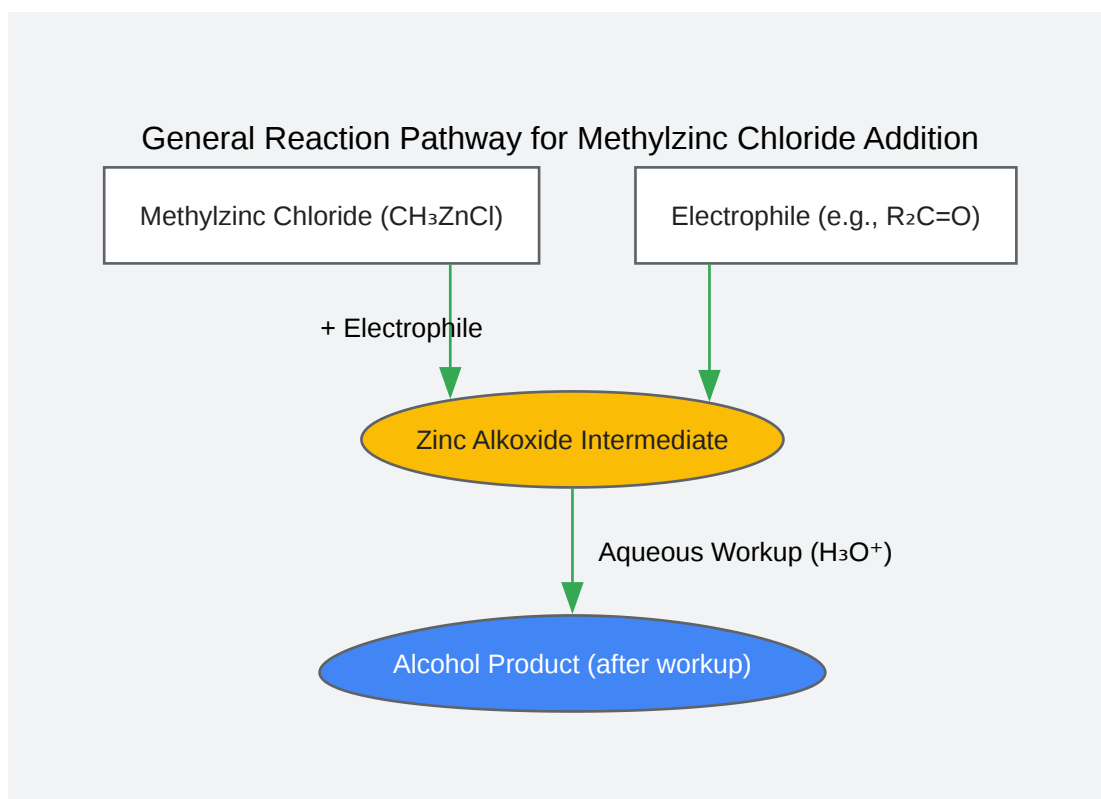 General Reaction Pathway for Methylzinc Chloride Addition
Methylzinc Chloride (CH₃ZnCl)
Electrophile (e.g., R₂C=O)
+ Electrophile
Zinc Alkoxide Intermediate
Aqueous Workup (H₃O⁺)
Alcohol Product (after workup)